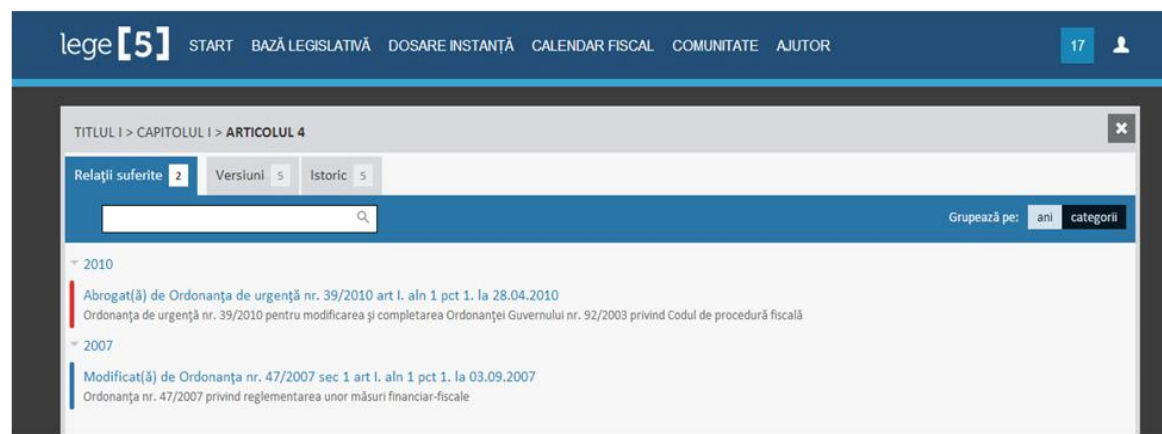 lege[5] START BAZĂ LEGISLATIVĂ DOSARE INSTANȚĂ CALENDAR FISCAL COMUNITATE AJUTOR 17
TITLUL I > CAPITOLUL I > ARTICOLUL 4
Relații suferite 2 Versiuni 5 Istoric 5
Grupează pe: ani categorii
2010
Abrogat(ă) de Ordonanța de urgență nr. 39/2010 art I. aln 1 pct 1. la 28.04.2010
Ordonanța de urgență nr. 39/2010 pentru modificarea și completarea Ordonanței Guvernului nr. 92/2003 privind Codul de procedură fiscală
2007
Modificat(ă) de Ordonanța nr. 47/2007 sec 1 art I. aln 1 pct 1. la 03.09.2007
Ordonanța nr. 47/2007 privind reglementarea unor măsuri financiar-fiscale